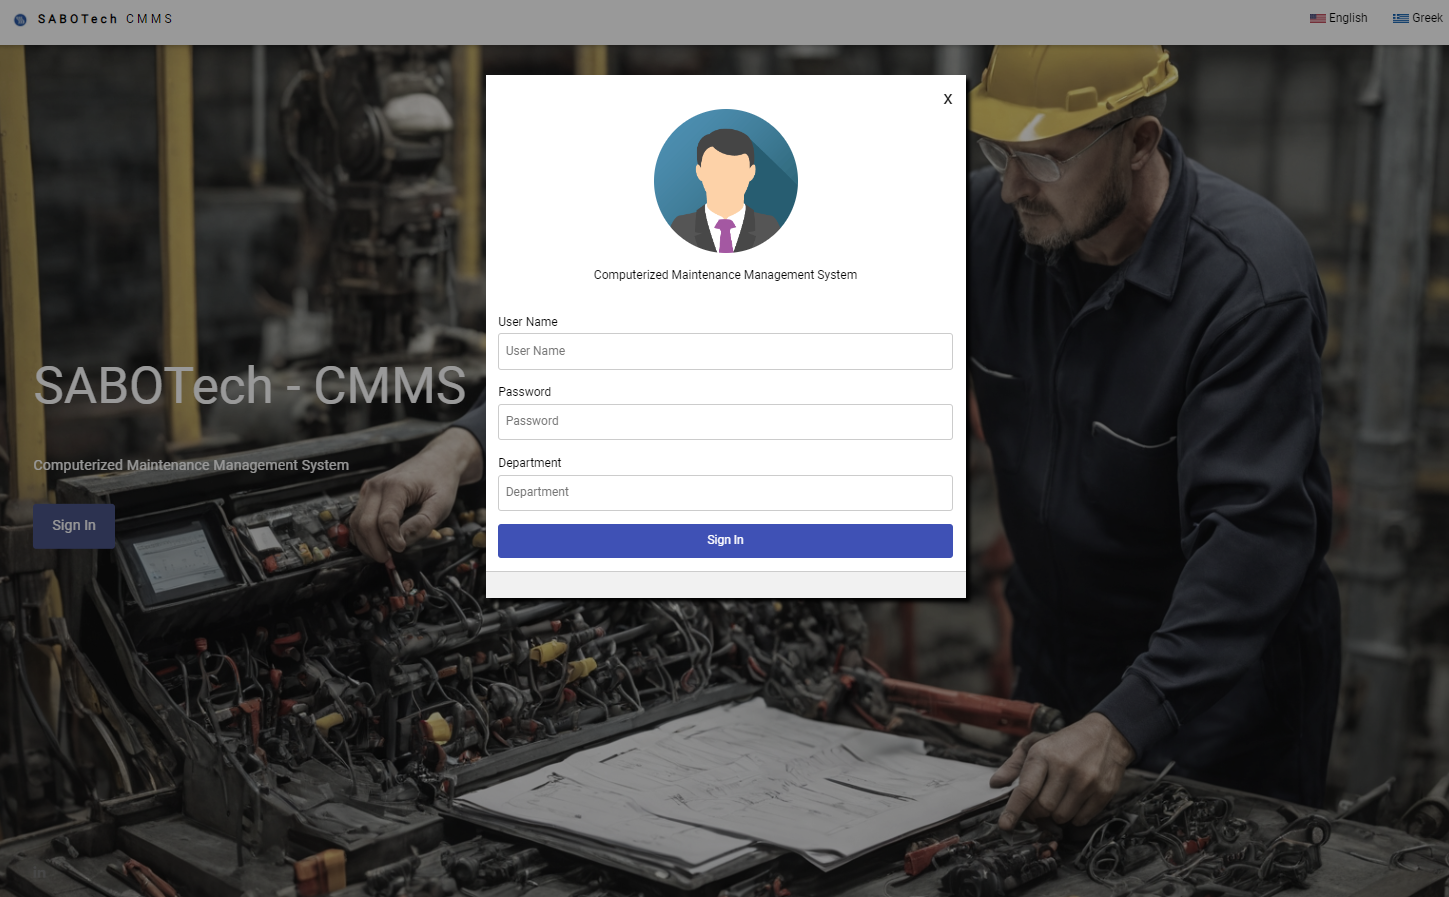 SABOTech CMMS
English
Greek
X
Computerized Maintenance Management System
User Name
User Name
Password
Password
Department
Department
Sign In
SABOTech - CMMS
Computerized Maintenance Management System
Sign In
in